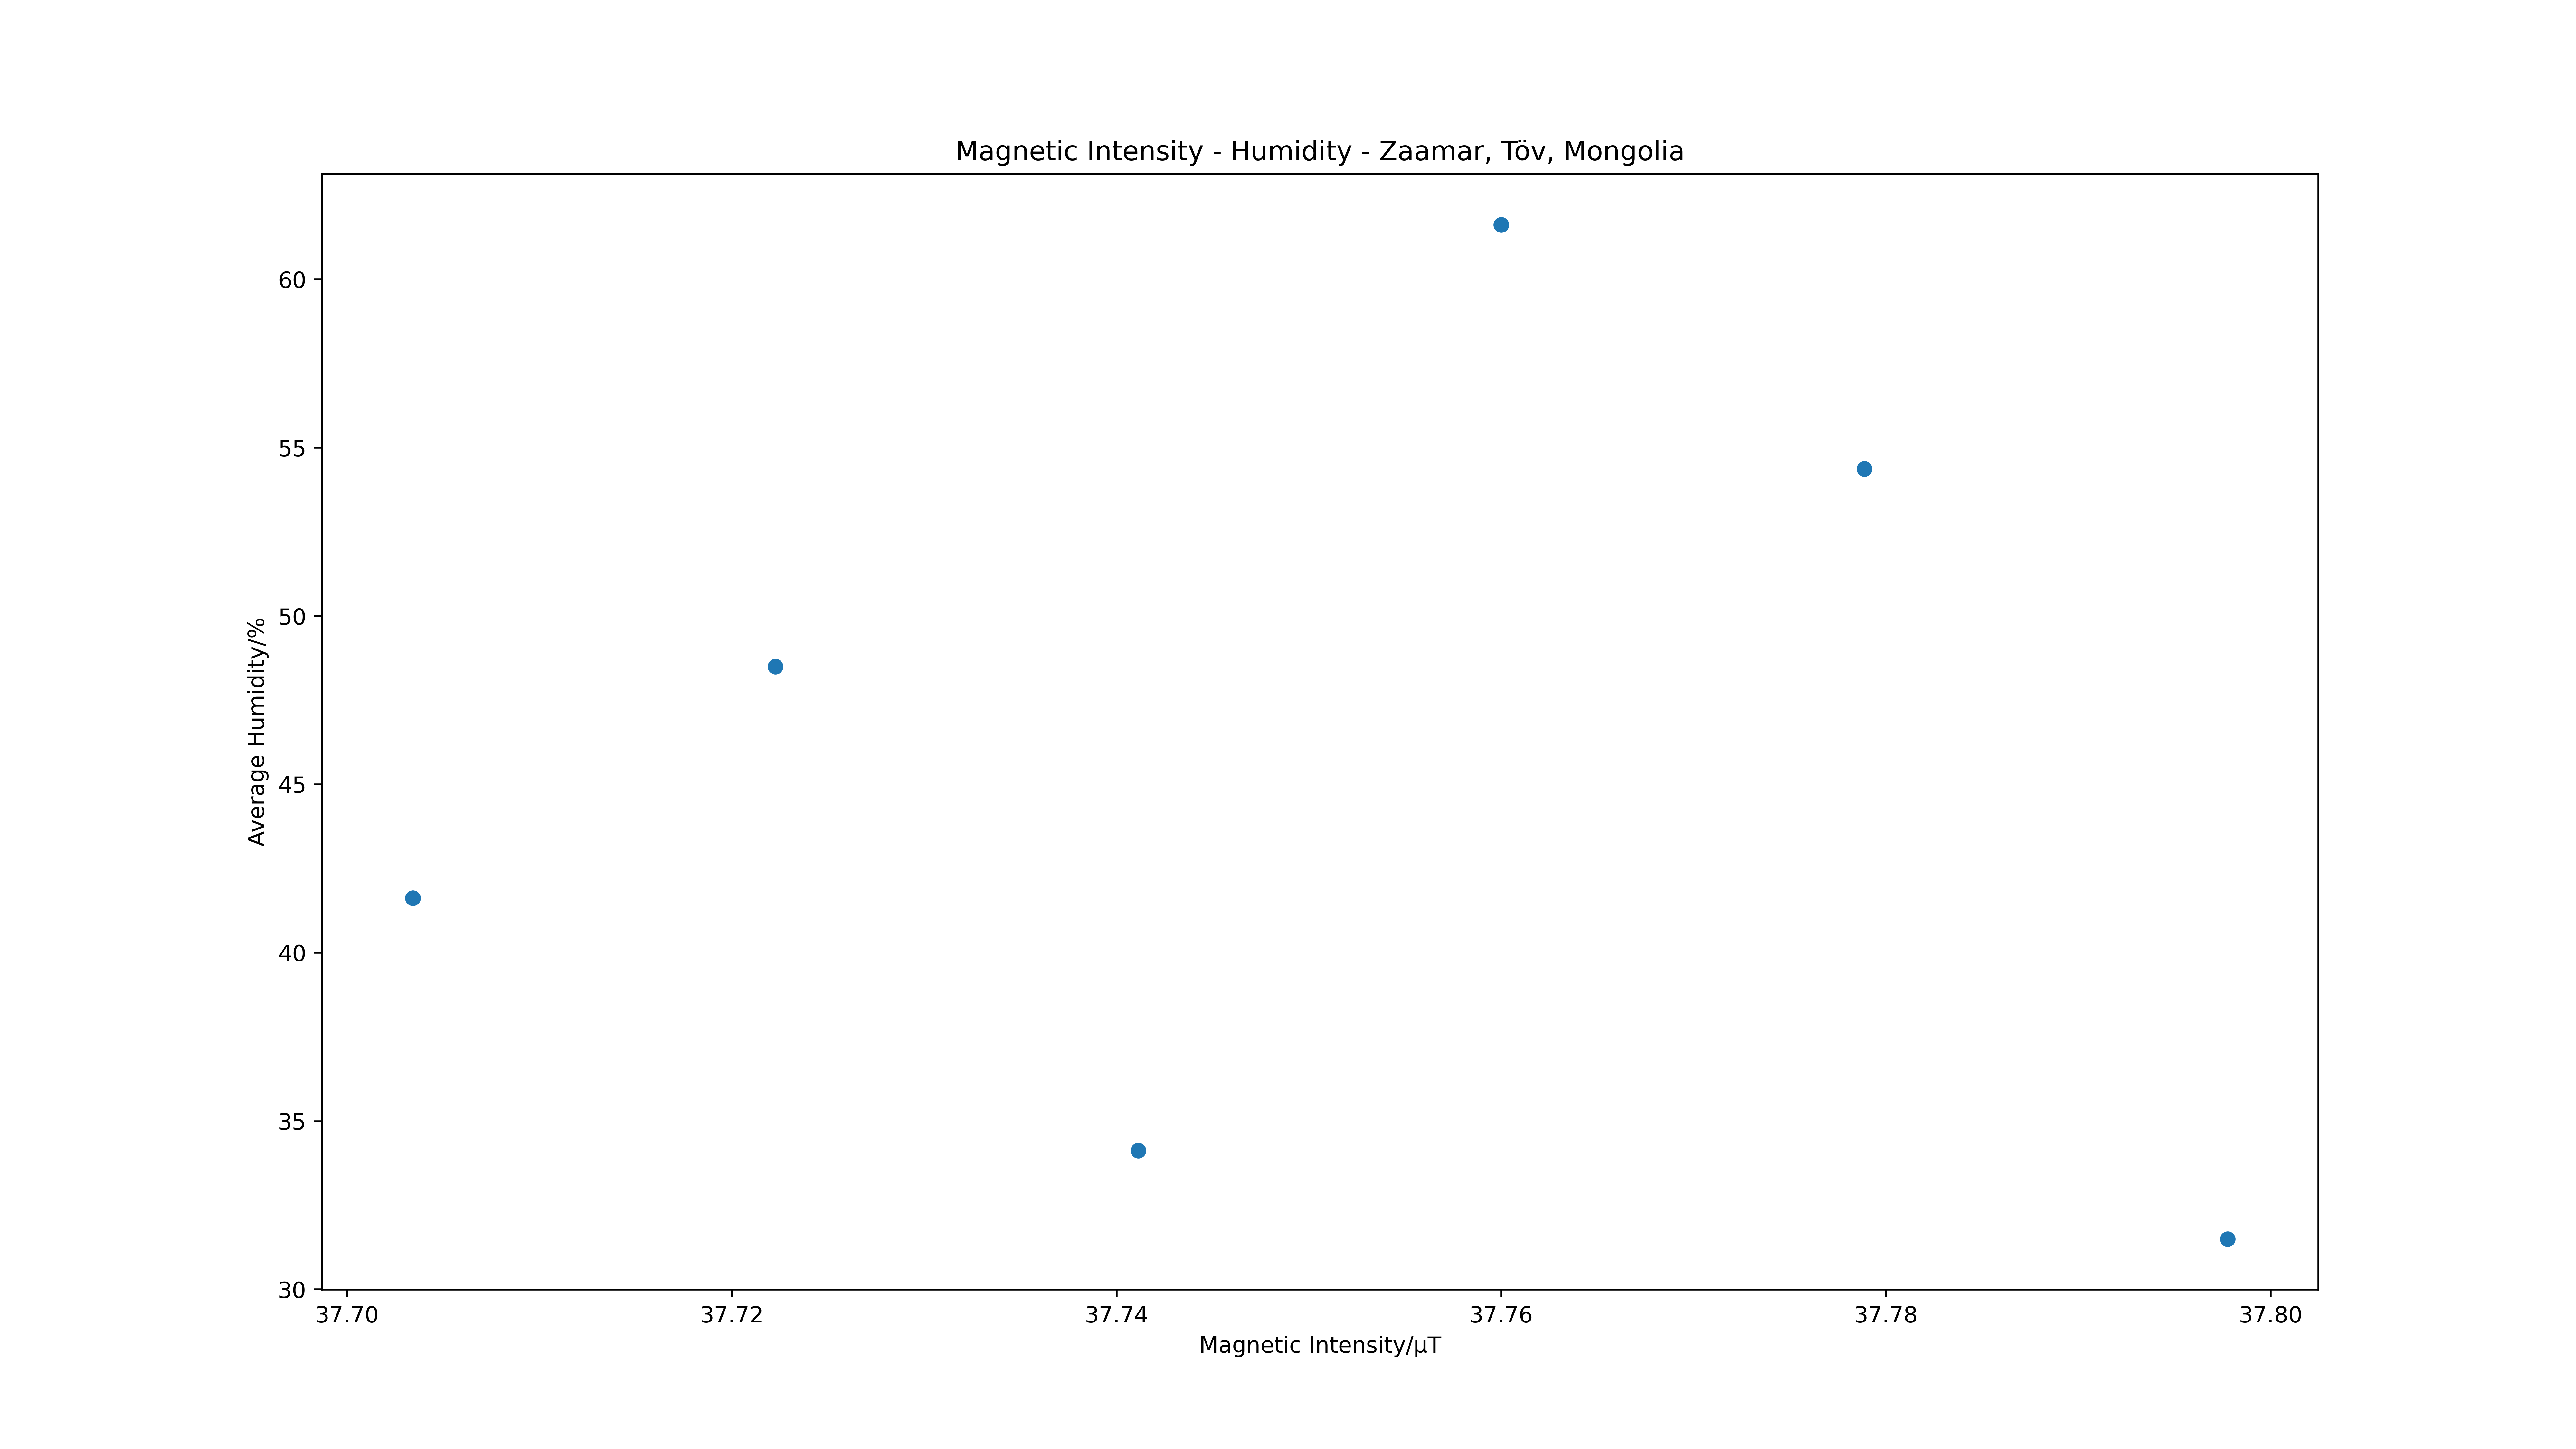 Magnetic Intensity - Humidity - Zaamar, Töv, Mongolia
60
55
50
45
40
35
30
Average Humidity/%
37.70 37.72 37.74 37.76 37.78 37.80
Magnetic Intensity/μT